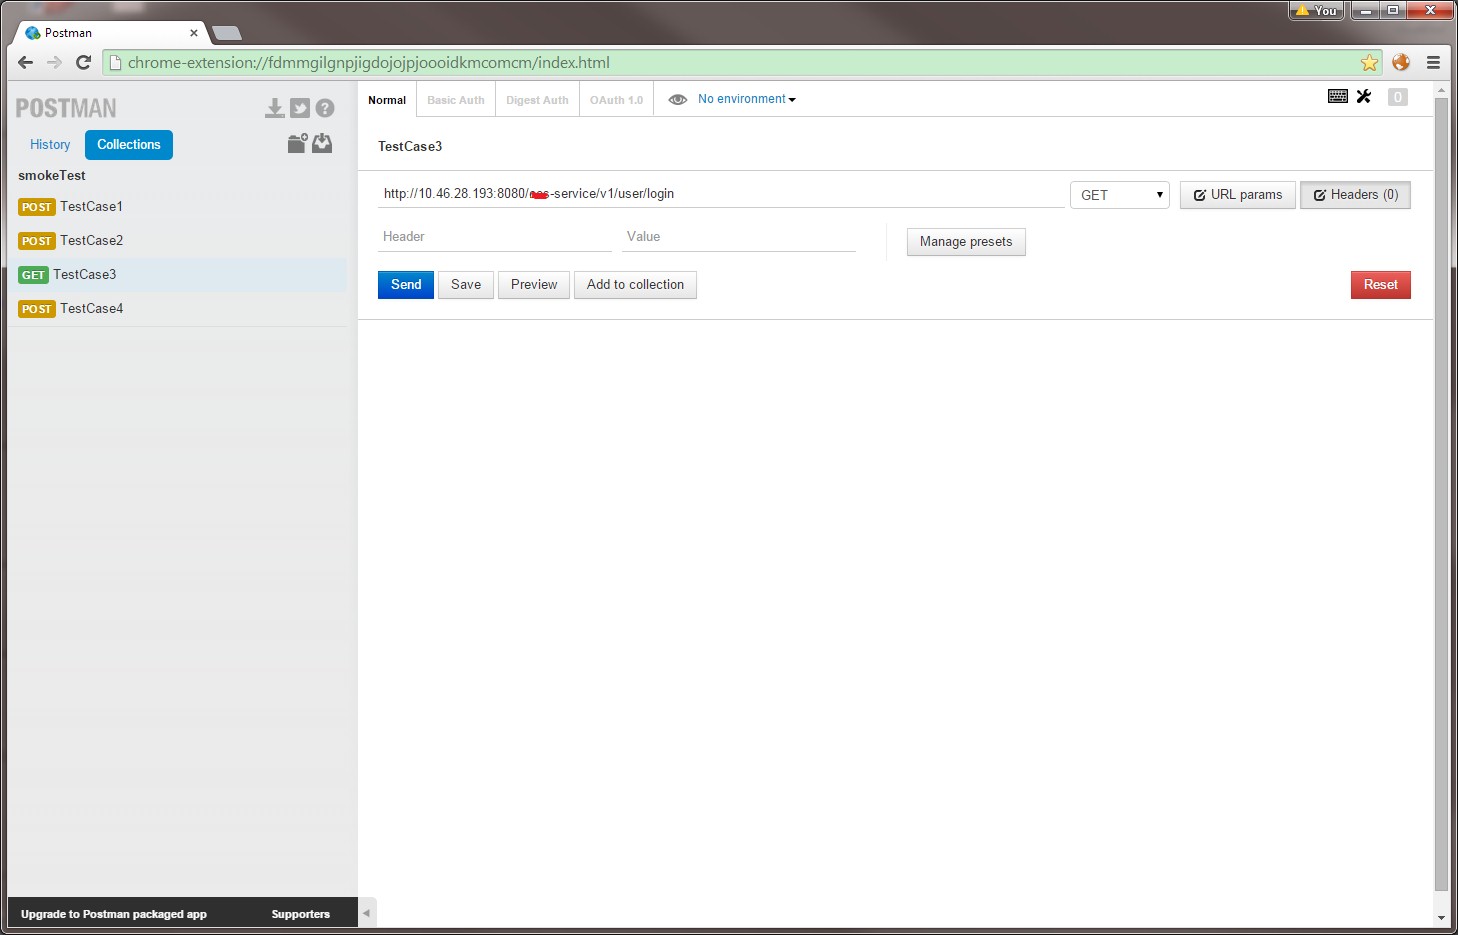 You
Postman
chrome-extension://fdmmgilgnpjigdojojpjoooidkmcomcm/index.html
POSTMAN
Normal
Basic Auth
Digest Auth
OAuth 1.0
No environment
0
History
Collections
smokeTest
POST TestCase1
POST TestCase2
GET TestCase3
POST TestCase4
TestCase3
http://10.46.28.193:8080/ -service/v1/user/login
GET
URL params
Headers (0)
Header
Value
Manage presets
Send
Save
Preview
Add to collection
Reset
Upgrade to Postman packaged app
Supporters